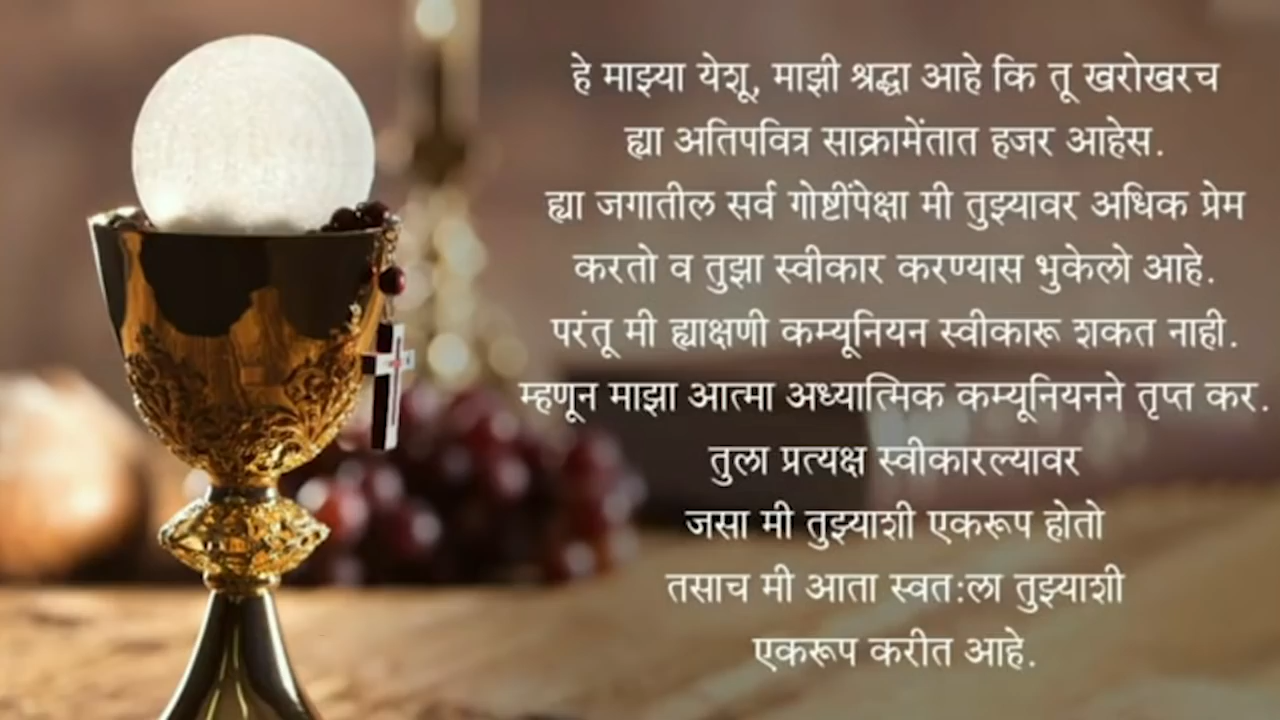 हे माझ्या येशू, माझी श्रद्धा आहे कि तू खरोखरच
ह्या अतिपवित्र साक्रामेंतात हजर आहेस.
ह्या जगातील सर्व गोष्टींपेक्षा मी तुझ्यावर अधिक प्रेम
करतो व तुझा स्वीकार करण्यास भुकेलो आहे.
परंतू मी ह्याक्षणी कम्यूनियन स्वीकारू शकत नाही.
म्हणून माझा आत्मा अध्यात्मिक कम्यूनियनने तृप्त कर.
तुला प्रत्यक्ष स्वीकारल्यावर
जसा मी तुझ्याशी एकरूप होतो
तसाच मी आता स्वत:ला तुझ्याशी
एकरूप करीत आहे.